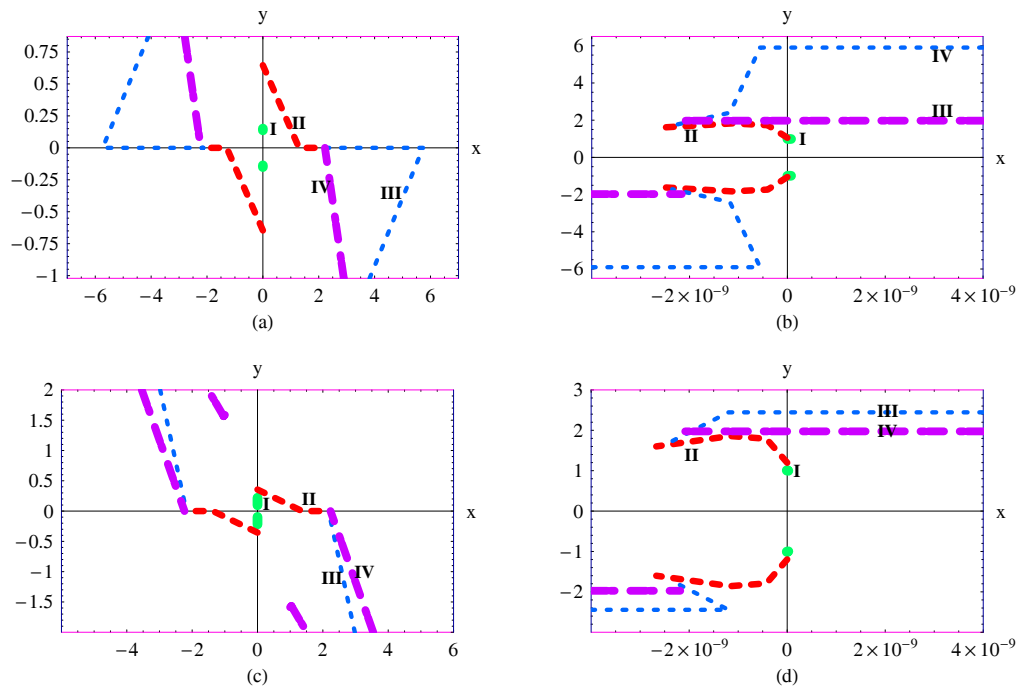 y
0.75
0.5
0.25
0
−0.25
−0.5
−0.75
−1
I
II
IV
III
x
−6 −4 −2 0 2 4 6
(a)
y
6
4
2
0
−2
−4
−6
IV
III
II
I
x
−2 × 10⁻⁹ 0 2 × 10⁻⁹ 4 × 10⁻⁹
(b)
y
2
1.5
1
0.5
0
−0.5
−1
−1.5
I
II
III
IV
x
−4 −2 0 2 4 6
(c)
y
3
2
1
0
−1
−2
III
IV
II
I
x
−2 × 10⁻⁹ 0 2 × 10⁻⁹ 4 × 10⁻⁹
(d)